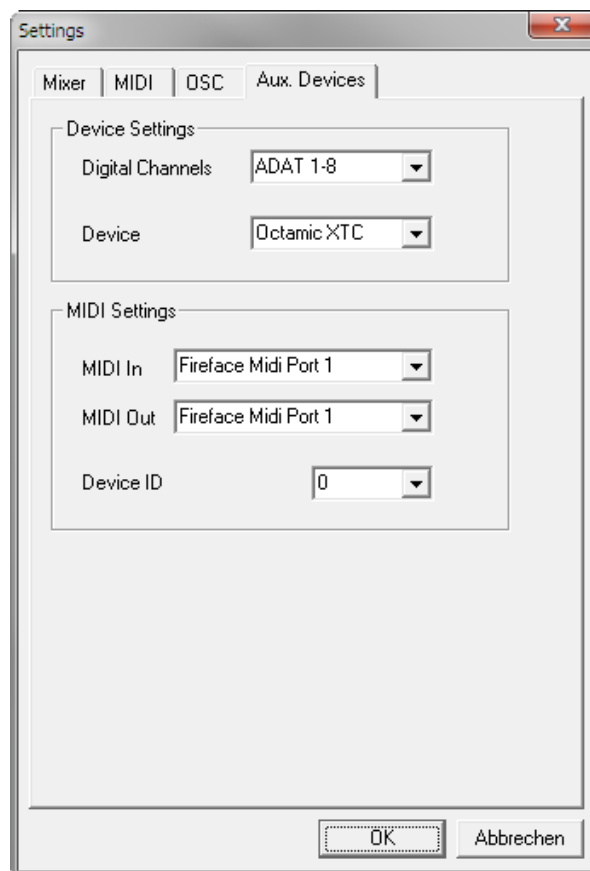 Settings
Mixer MIDI OSC Aux. Devices
Device Settings
Digital Channels ADAT 1-8
Device Octamic XTC
MIDI Settings
MIDI In Fireface Midi Port 1
MIDI Out Fireface Midi Port 1
Device ID 0
OK Abbrechen